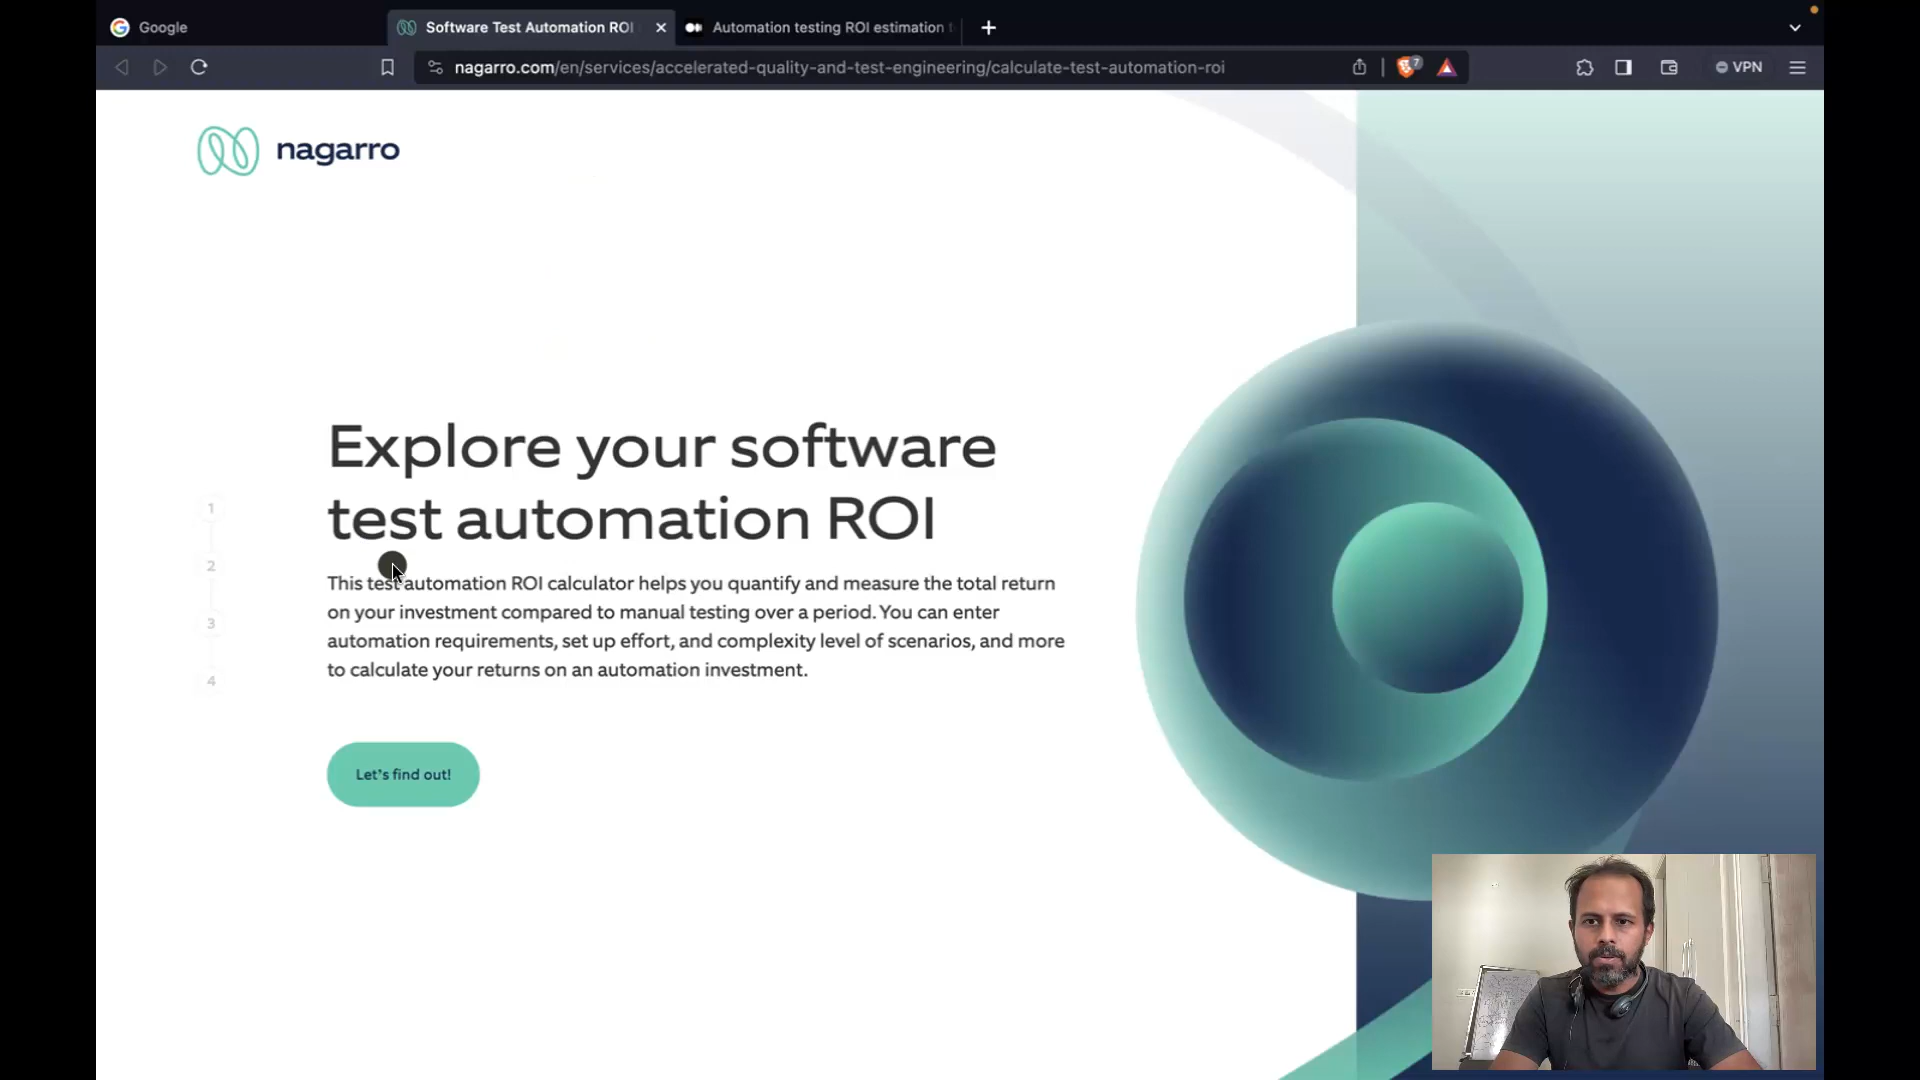 Google
Software Test Automation ROI
Automation testing ROI estimation
nagarro.com/en/services/accelerated-quality-and-test-engineering/calculate-test-automation-roi
7
VPN
nagarro
Explore your software
test automation ROI
This test automation ROI calculator helps you quantify and measure the total return
on your investment compared to manual testing over a period. You can enter
automation requirements, set up effort, and complexity level of scenarios, and more
to calculate your returns on an automation investment.
1
2
3
4
Let's find out!